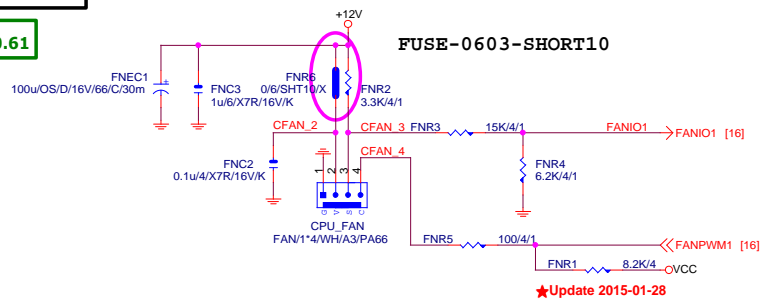 0.61
+12V
FUSE-0603-SHORT10
FNEC1
100u/OS/D/16V/66/C/30m
FNC3
1u/6/X7R/16V/K
FNR6
0/6/SHT10/X
FNR2
3.3K/4/1
CFAN_2
CFAN_3
FNR3
15K/4/1
FANIO1
FANIO1 [16]
CFAN_4
FNC2
0.1u/4/X7R/16V/K
FNR4
6.2K/4/1
1
2
3
4
G
V
S
C
CPU_FAN
FAN/1*4/WH/A3/PA66
FNR5
100/4/1
FANPWM1 [16]
FNR1
8.2K/4
VCC
★Update 2015-01-28